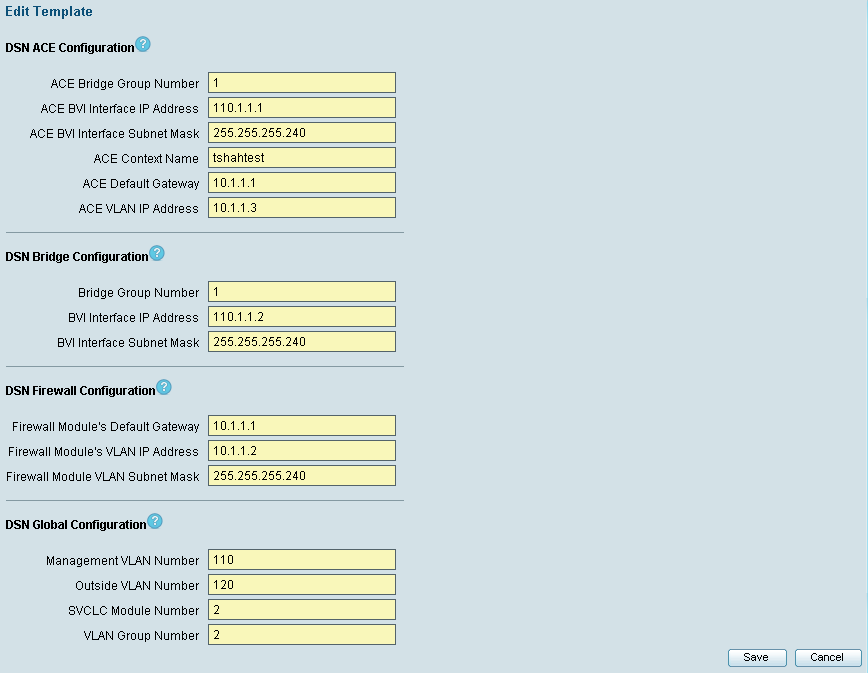 Edit Template
DSN ACE Configuration ?
ACE Bridge Group Number 1
ACE BVI Interface IP Address 110.1.1.1
ACE BVI Interface Subnet Mask 255.255.255.240
ACE Context Name tshahtest
ACE Default Gateway 10.1.1.1
ACE VLAN IP Address 10.1.1.3
DSN Bridge Configuration ?
Bridge Group Number 1
BVI Interface IP Address 110.1.1.2
BVI Interface Subnet Mask 255.255.255.240
DSN Firewall Configuration ?
Firewall Module's Default Gateway 10.1.1.1
Firewall Module's VLAN IP Address 10.1.1.2
Firewall Module VLAN Subnet Mask 255.255.255.240
DSN Global Configuration ?
Management VLAN Number 110
Outside VLAN Number 120
SVCLC Module Number 2
VLAN Group Number 2
Save Cancel